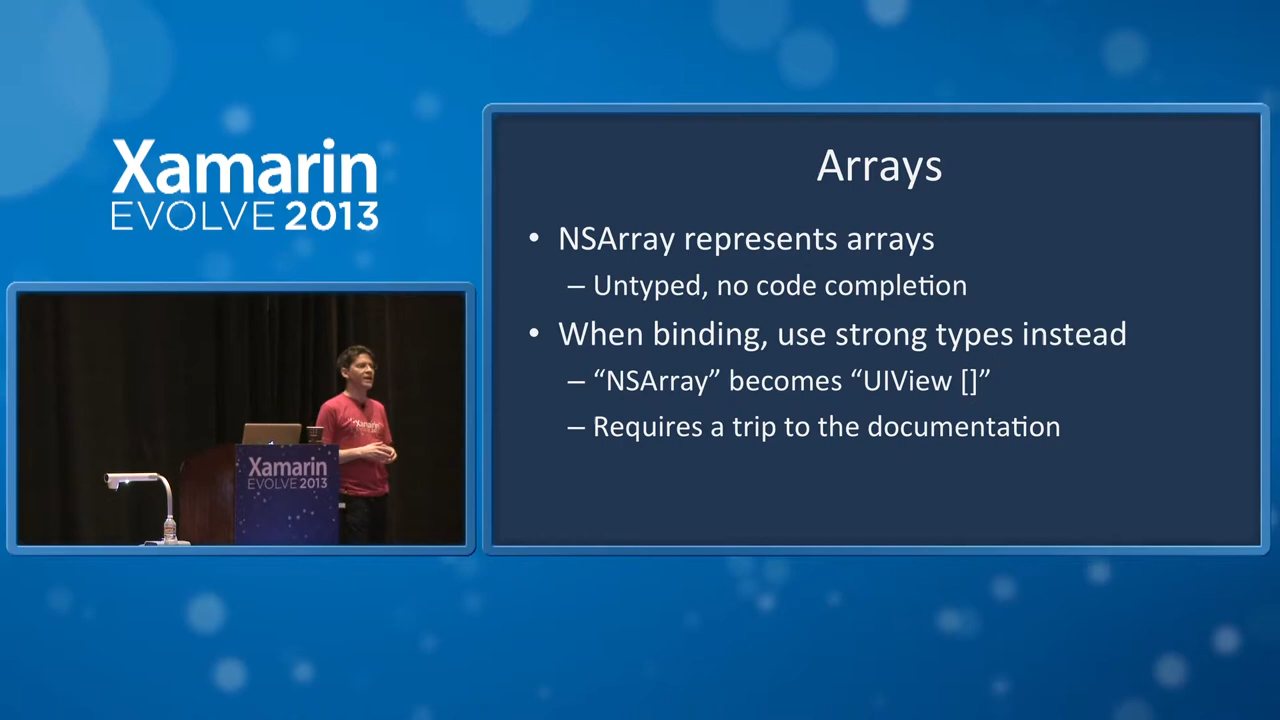 Xamarin
EVOLVE 2013
Arrays
• NSArray represents arrays
– Untyped, no code completion
• When binding, use strong types instead
– “NSArray” becomes “UIView []”
– Requires a trip to the documentation
Xamarin
Xamarin
EVOLVE 2013